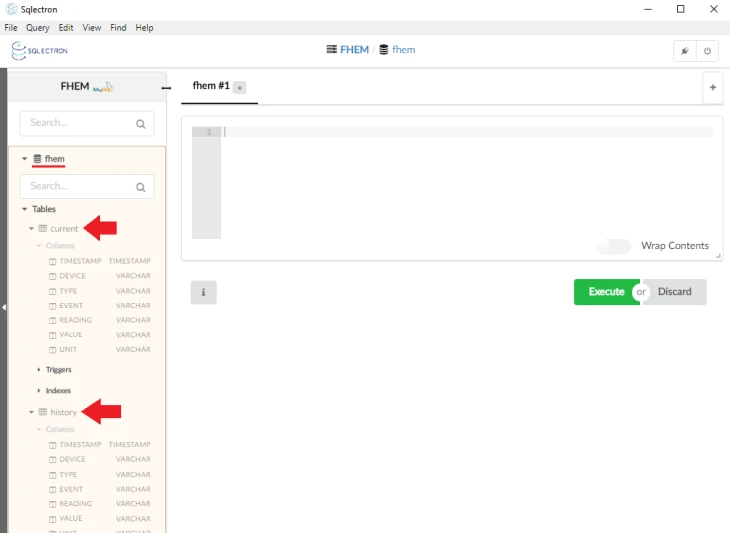 Sqlectron
File Query Edit View Find Help
SQLECTRON
FHEM / fhem
FHEM MySQL
fhem #1
Search...
1
fhem
Search...
Tables
current
Columns
TIMESTAMP TIMESTAMP
DEVICE VARCHAR
TYPE VARCHAR
EVENT VARCHAR
READING VARCHAR
VALUE VARCHAR
UNIT VARCHAR
Triggers
Indexes
history
Columns
TIMESTAMP TIMESTAMP
DEVICE VARCHAR
TYPE VARCHAR
EVENT VARCHAR
READING VARCHAR
VALUE VARCHAR
UNIT VARCHAR
Wrap Contents
Execute or Discard